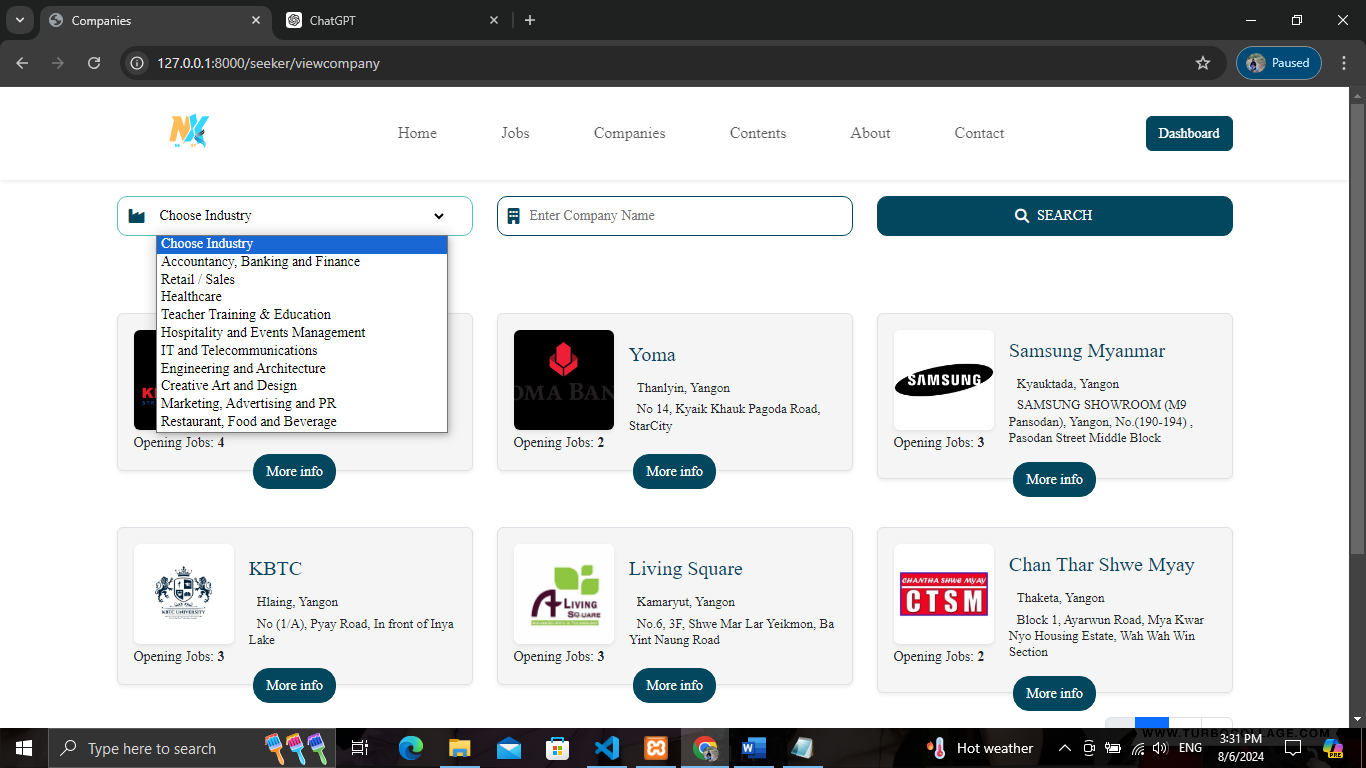 Companies
ChatGPT
127.0.0.1:8000/seeker/viewcompany
Paused
Home Jobs Companies Contents About Contact
Dashboard
Choose Industry
Enter Company Name
SEARCH
Choose Industry
Accountancy, Banking and Finance
Retail / Sales
Healthcare
Teacher Training & Education
Hospitality and Events Management
IT and Telecommunications
Engineering and Architecture
Creative Art and Design
Marketing, Advertising and PR
Restaurant, Food and Beverage
Opening Jobs: 4
More info
OMA BAN
Yoma
Thanlyin, Yangon
No 14, Kyaik Khauk Pagoda Road,
StarCity
Opening Jobs: 2
More info
SAMSUNG
Samsung Myanmar
Kyauktada, Yangon
SAMSUNG SHOWROOM (M9
Pansodan), Yangon, No.(190-194) ,
Pasodan Street Middle Block
Opening Jobs: 3
More info
KBTC UNIVERSITY
KBTC
Hlaing, Yangon
No (1/A), Pyay Road, In front of Inya
Lake
Opening Jobs: 3
More info
LIVING
SQUARE
Living Square
Kamaryut, Yangon
No.6, 3F, Shwe Mar Lar Yeikmon, Ba
Yint Naung Road
Opening Jobs: 3
More info
CHANTHA SHWE MYAY
CTSM
Chan Thar Shwe Myay
Thaketa, Yangon
Block 1, Ayarwun Road, Mya Kwar
Nyo Housing Estate, Wah Wah Win
Section
Opening Jobs: 2
More info
Type here to search
Hot weather
ENG
3:31 PM
8/6/2024